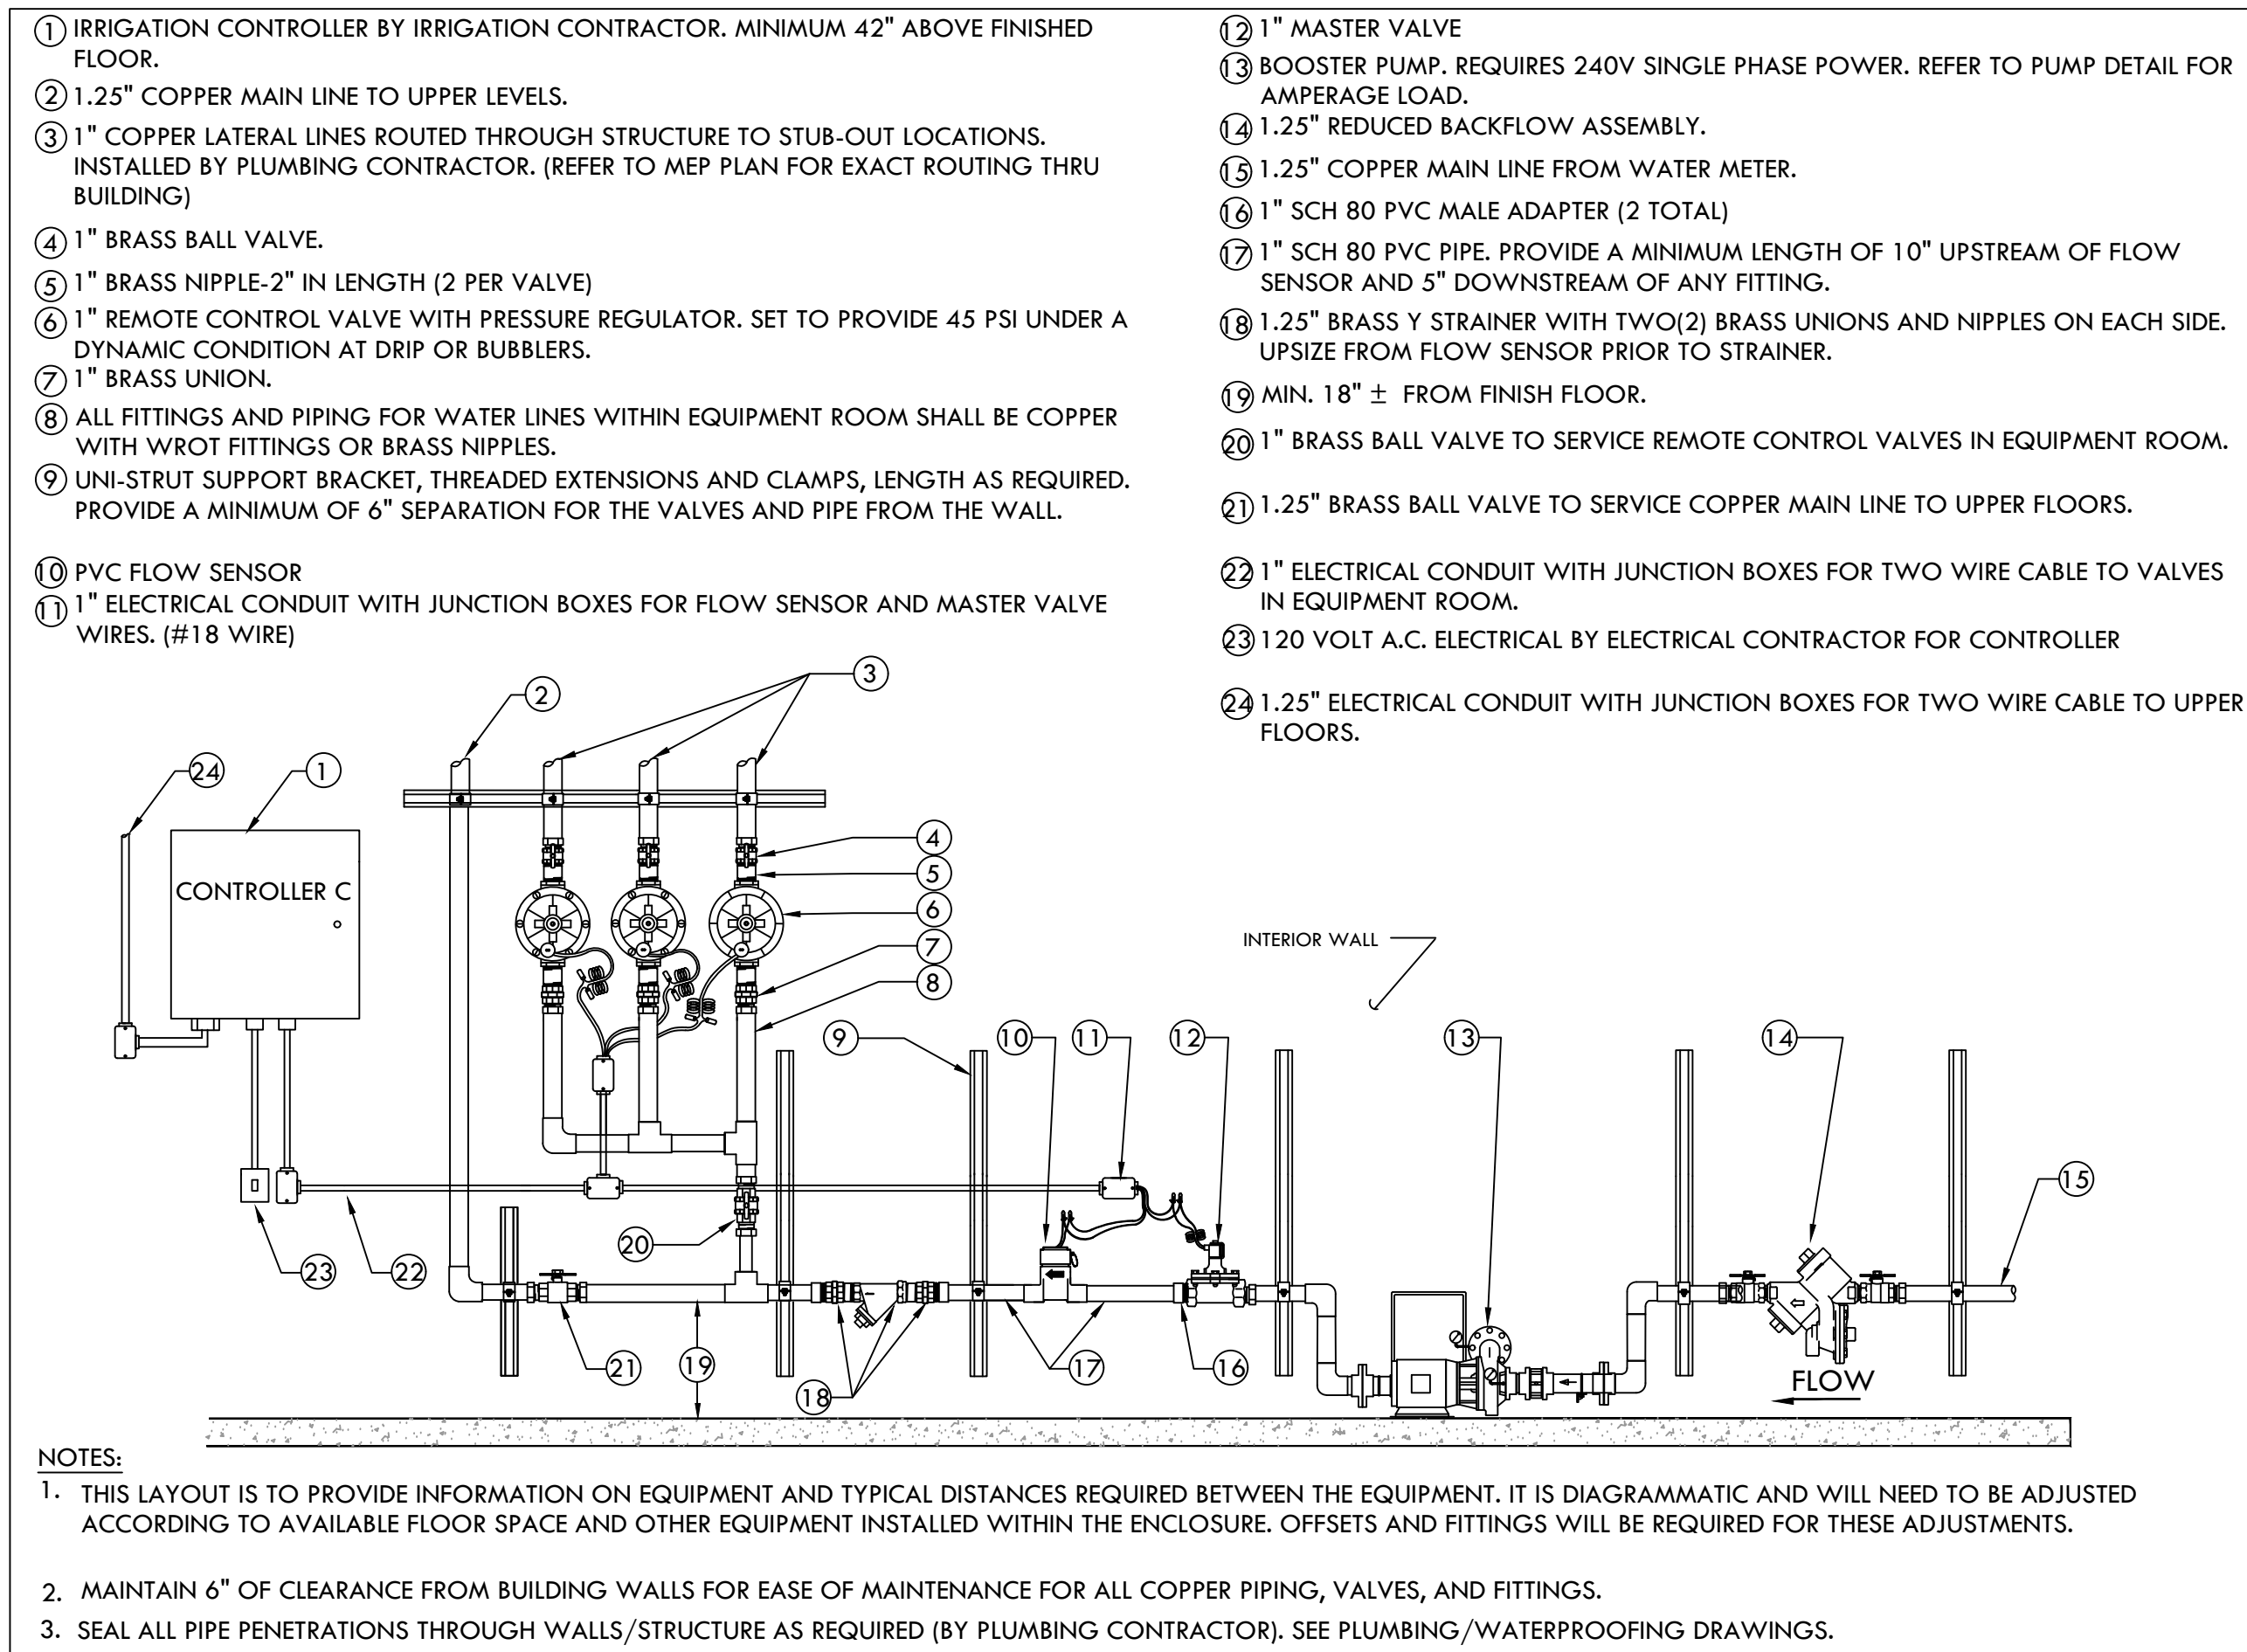 1 IRRIGATION CONTROLLER BY IRRIGATION CONTRACTOR. MINIMUM 42" ABOVE FINISHED
FLOOR.
2 1.25" COPPER MAIN LINE TO UPPER LEVELS.
3 1" COPPER LATERAL LINES ROUTED THROUGH STRUCTURE TO STUB-OUT LOCATIONS.
INSTALLED BY PLUMBING CONTRACTOR. (REFER TO MEP PLAN FOR EXACT ROUTING THRU
BUILDING)
4 1" BRASS BALL VALVE.
5 1" BRASS NIPPLE-2" IN LENGTH (2 PER VALVE)
6 1" REMOTE CONTROL VALVE WITH PRESSURE REGULATOR. SET TO PROVIDE 45 PSI UNDER A
DYNAMIC CONDITION AT DRIP OR BUBBLERS.
7 1" BRASS UNION.
8 ALL FITTINGS AND PIPING FOR WATER LINES WITHIN EQUIPMENT ROOM SHALL BE COPPER
WITH WROT FITTINGS OR BRASS NIPPLES.
9 UNI-STRUT SUPPORT BRACKET, THREADED EXTENSIONS AND CLAMPS, LENGTH AS REQUIRED.
PROVIDE A MINIMUM OF 6" SEPARATION FOR THE VALVES AND PIPE FROM THE WALL.
10 PVC FLOW SENSOR
11 1" ELECTRICAL CONDUIT WITH JUNCTION BOXES FOR FLOW SENSOR AND MASTER VALVE
WIRES. (#18 WIRE)
12 1" MASTER VALVE
13 BOOSTER PUMP. REQUIRES 240V SINGLE PHASE POWER. REFER TO PUMP DETAIL FOR
AMPERAGE LOAD.
14 1.25" REDUCED BACKFLOW ASSEMBLY.
15 1.25" COPPER MAIN LINE FROM WATER METER.
16 1" SCH 80 PVC MALE ADAPTER (2 TOTAL)
17 1" SCH 80 PVC PIPE. PROVIDE A MINIMUM LENGTH OF 10" UPSTREAM OF FLOW
SENSOR AND 5" DOWNSTREAM OF ANY FITTING.
18 1.25" BRASS Y STRAINER WITH TWO(2) BRASS UNIONS AND NIPPLES ON EACH SIDE.
UPSIZE FROM FLOW SENSOR PRIOR TO STRAINER.
19 MIN. 18" ± FROM FINISH FLOOR.
20 1" BRASS BALL VALVE TO SERVICE REMOTE CONTROL VALVES IN EQUIPMENT ROOM.
21 1.25" BRASS BALL VALVE TO SERVICE COPPER MAIN LINE TO UPPER FLOORS.
22 1" ELECTRICAL CONDUIT WITH JUNCTION BOXES FOR TWO WIRE CABLE TO VALVES
IN EQUIPMENT ROOM.
23 120 VOLT A.C. ELECTRICAL BY ELECTRICAL CONTRACTOR FOR CONTROLLER
24 1.25" ELECTRICAL CONDUIT WITH JUNCTION BOXES FOR TWO WIRE CABLE TO UPPER
FLOORS.
2
3
24
1
4
CONTROLLER C
5
6
7
INTERIOR WALL
8
9
10
11
12
13
14
15
20
23
22
21
19
18
17
16
FLOW
NOTES:
1. THIS LAYOUT IS TO PROVIDE INFORMATION ON EQUIPMENT AND TYPICAL DISTANCES REQUIRED BETWEEN THE EQUIPMENT. IT IS DIAGRAMMATIC AND WILL NEED TO BE ADJUSTED
ACCORDING TO AVAILABLE FLOOR SPACE AND OTHER EQUIPMENT INSTALLED WITHIN THE ENCLOSURE. OFFSETS AND FITTINGS WILL BE REQUIRED FOR THESE ADJUSTMENTS.
2. MAINTAIN 6" OF CLEARANCE FROM BUILDING WALLS FOR EASE OF MAINTENANCE FOR ALL COPPER PIPING, VALVES, AND FITTINGS.
3. SEAL ALL PIPE PENETRATIONS THROUGH WALLS/STRUCTURE AS REQUIRED (BY PLUMBING CONTRACTOR). SEE PLUMBING/WATERPROOFING DRAWINGS.